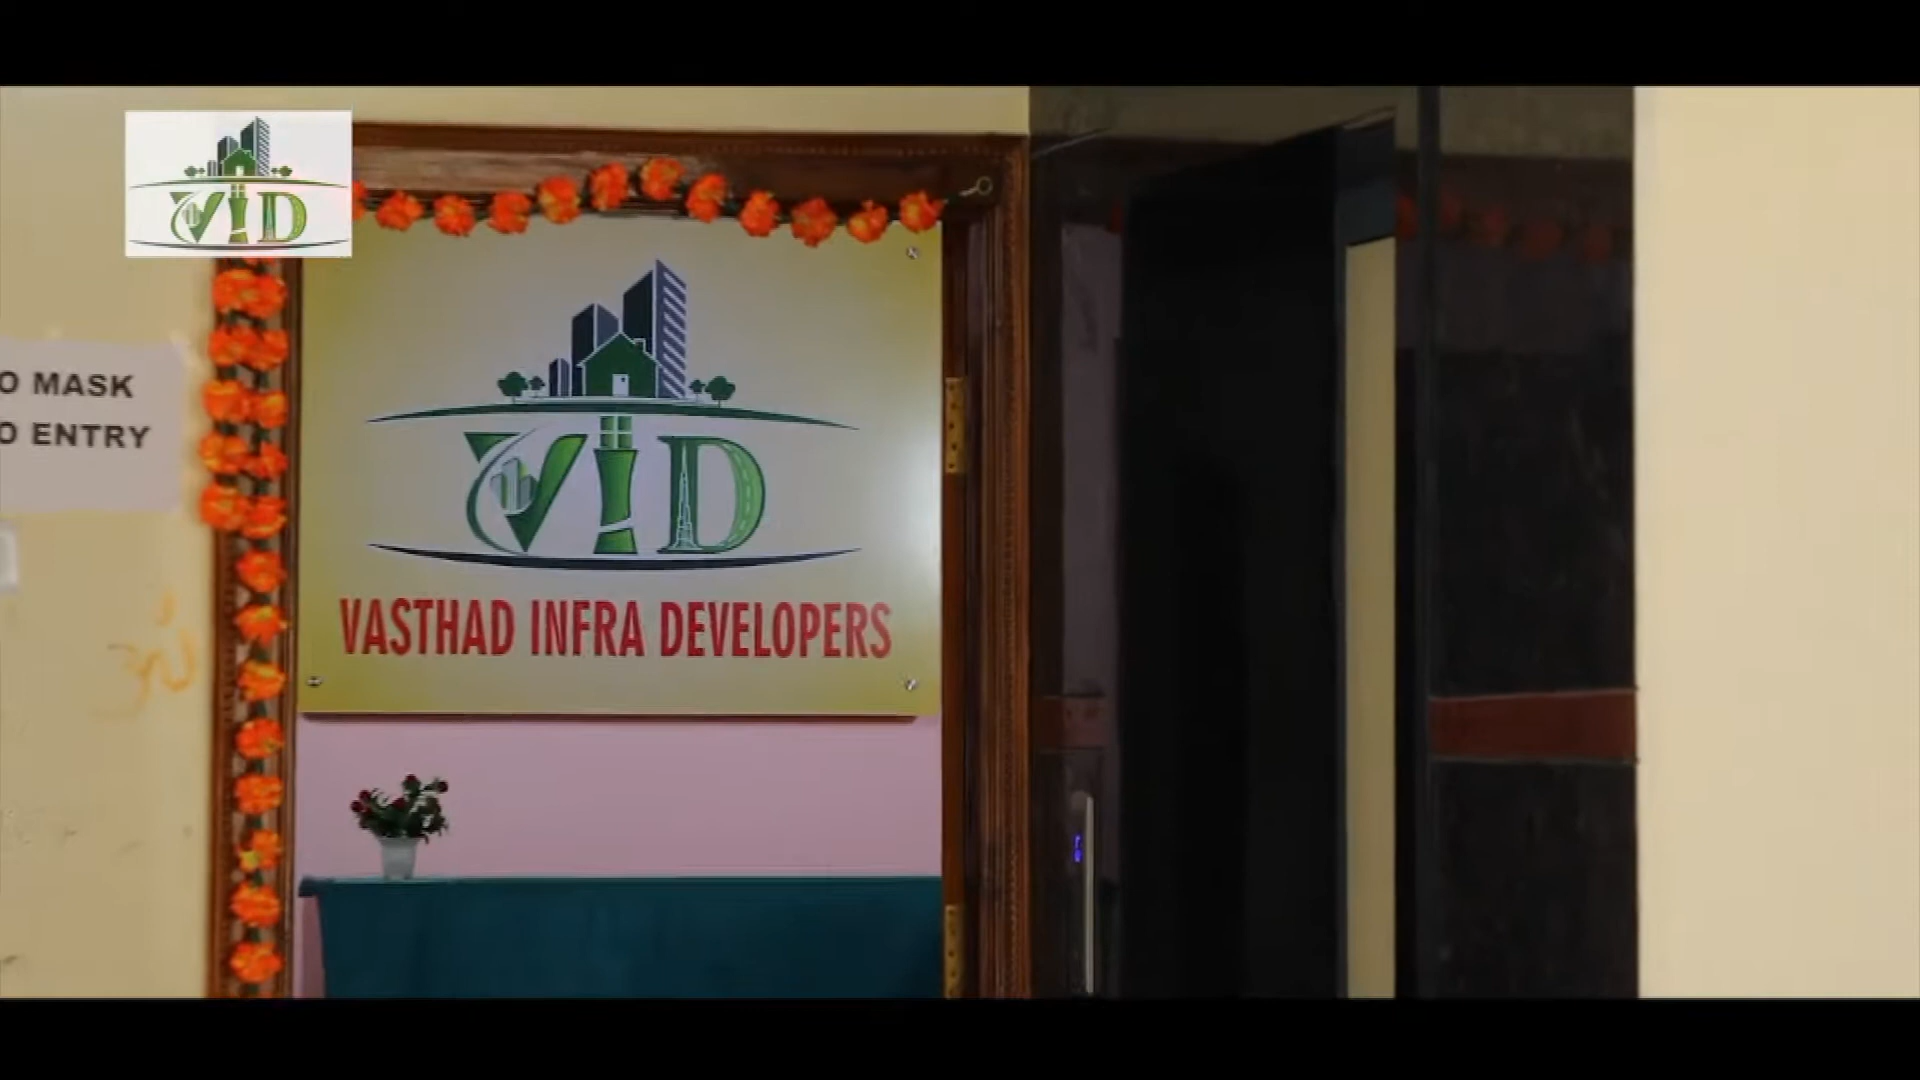 VID
O MASK
O ENTRY
VID
VASTHAD INFRA DEVELOPERS